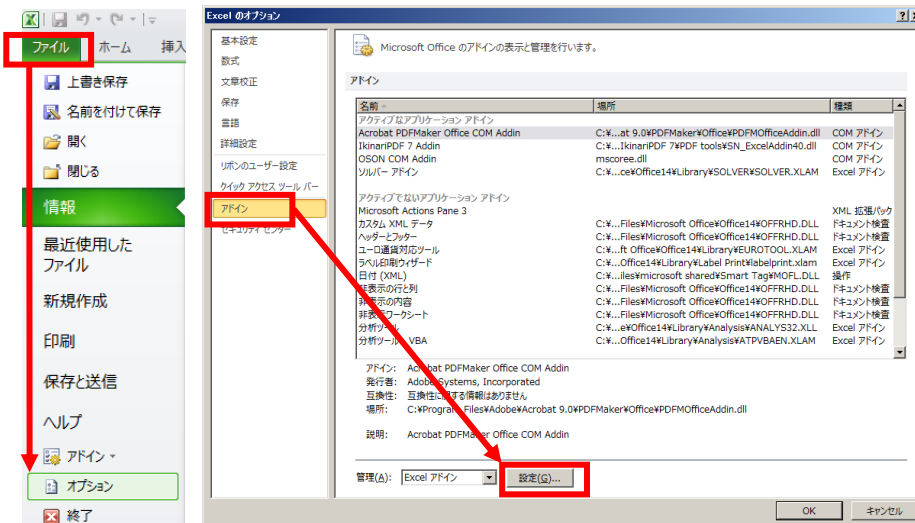 ファイル
ホーム
挿入
上書き保存
名前を付けて保存
開く
閉じる
情報
最近使用した
ファイル
新規作成
印刷
保存と送信
ヘルプ
アドイン
オプション
終了
Excel のオプション
基本設定
数式
文章校正
保存
言語
詳細設定
リボンのユーザー設定
クイック アクセス ツール バー
アドイン
セキュリティ センター
Microsoft Office のアドインの表示と管理を行います。
アドイン
名前 場所 種類
アクティブなアプリケーション アドイン
Acrobat PDFMaker Office COM Addin C:¥...at 9.0¥PDFMaker¥Office¥PDFMOfficeAddin.dll COM アドイン
IkinariPDF 7 Addin C:¥...IkinariPDF 7¥PDF tools¥SN_ExcelAddin40.dll COM アドイン
OSON COM Addin mscoree.dll COM アドイン
ソルバー アドイン C:¥...ce¥Office14¥Library¥SOLVER¥SOLVER.XLAM Excel アドイン
アクティブでないアプリケーション アドイン
Microsoft Actions Pane 3 XML 拡張パック
カスタム XML データ C:¥...Files¥Microsoft Office¥Office14¥OFFRHD.DLL ドキュメント検査
ヘッダーとフッター C:¥...Files¥Microsoft Office¥Office14¥OFFRHD.DLL ドキュメント検査
ユーロ通貨対応ツール C:¥...ft Office¥Office14¥Library¥EUROTOOL.XLAM Excel アドイン
ラベル印刷ウィザード C:¥...Office14¥Library¥Label Print¥labelprint.xlam Excel アドイン
日付 (XML) C:¥...iles¥microsoft shared¥Smart Tag¥MOFL.DLL 操作
非表示の行と列 C:¥...Files¥Microsoft Office¥Office14¥OFFRHD.DLL ドキュメント検査
非表示の内容 C:¥...Files¥Microsoft Office¥Office14¥OFFRHD.DLL ドキュメント検査
非表示ワークシート C:¥...Files¥Microsoft Office¥Office14¥OFFRHD.DLL ドキュメント検査
分析ツール C:¥...e¥Office14¥Library¥Analysis¥ANALYS32.XLL Excel アドイン
分析ツール VBA C:¥...Office14¥Library¥Analysis¥ATPVBAEN.XLAM Excel アドイン
アドイン: Acrobat PDFMaker Office COM Addin
発行者: Adobe Systems, Incorporated
互換性: 互換性に関する情報はありません
場所: C:¥Program Files¥Adobe¥Acrobat 9.0¥PDFMaker¥Office¥PDFMOfficeAddin.dll
説明: Acrobat PDFMaker Office COM Addin
管理(A): Excel アドイン 設定(G)...
OK キャンセル